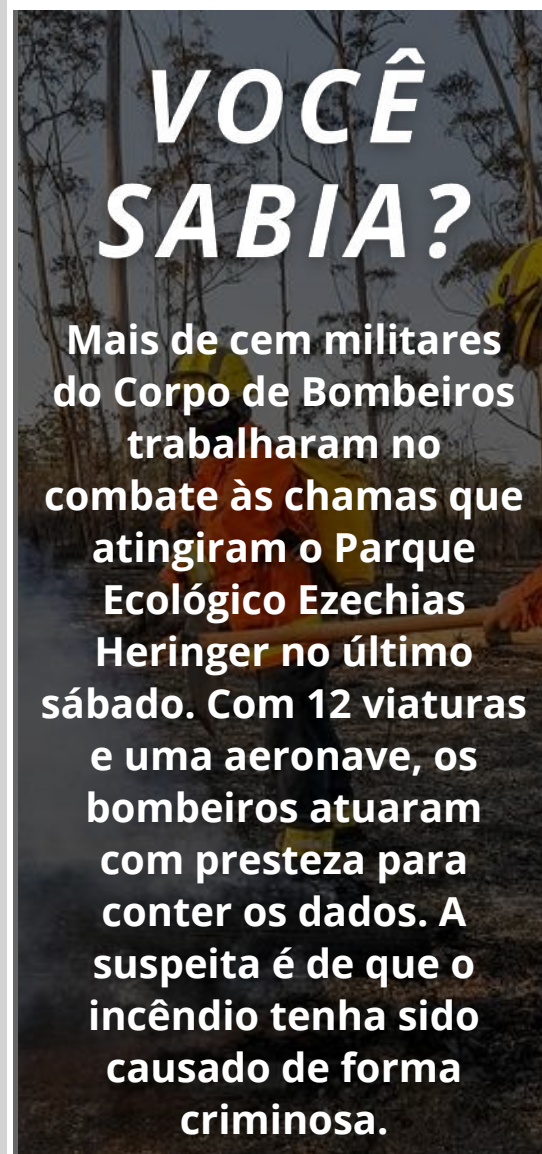 VOCÊ
SABIA?
Mais de cem militares
do Corpo de Bombeiros
trabalharam no
combate às chamas que
atingiram o Parque
Ecológico Ezechias
Heringer no último
sábado. Com 12 viaturas
e uma aeronave, os
bombeiros atuaram
com presteza para
conter os dados. A
suspeita é de que o
incêndio tenha sido
causado de forma
criminosa.